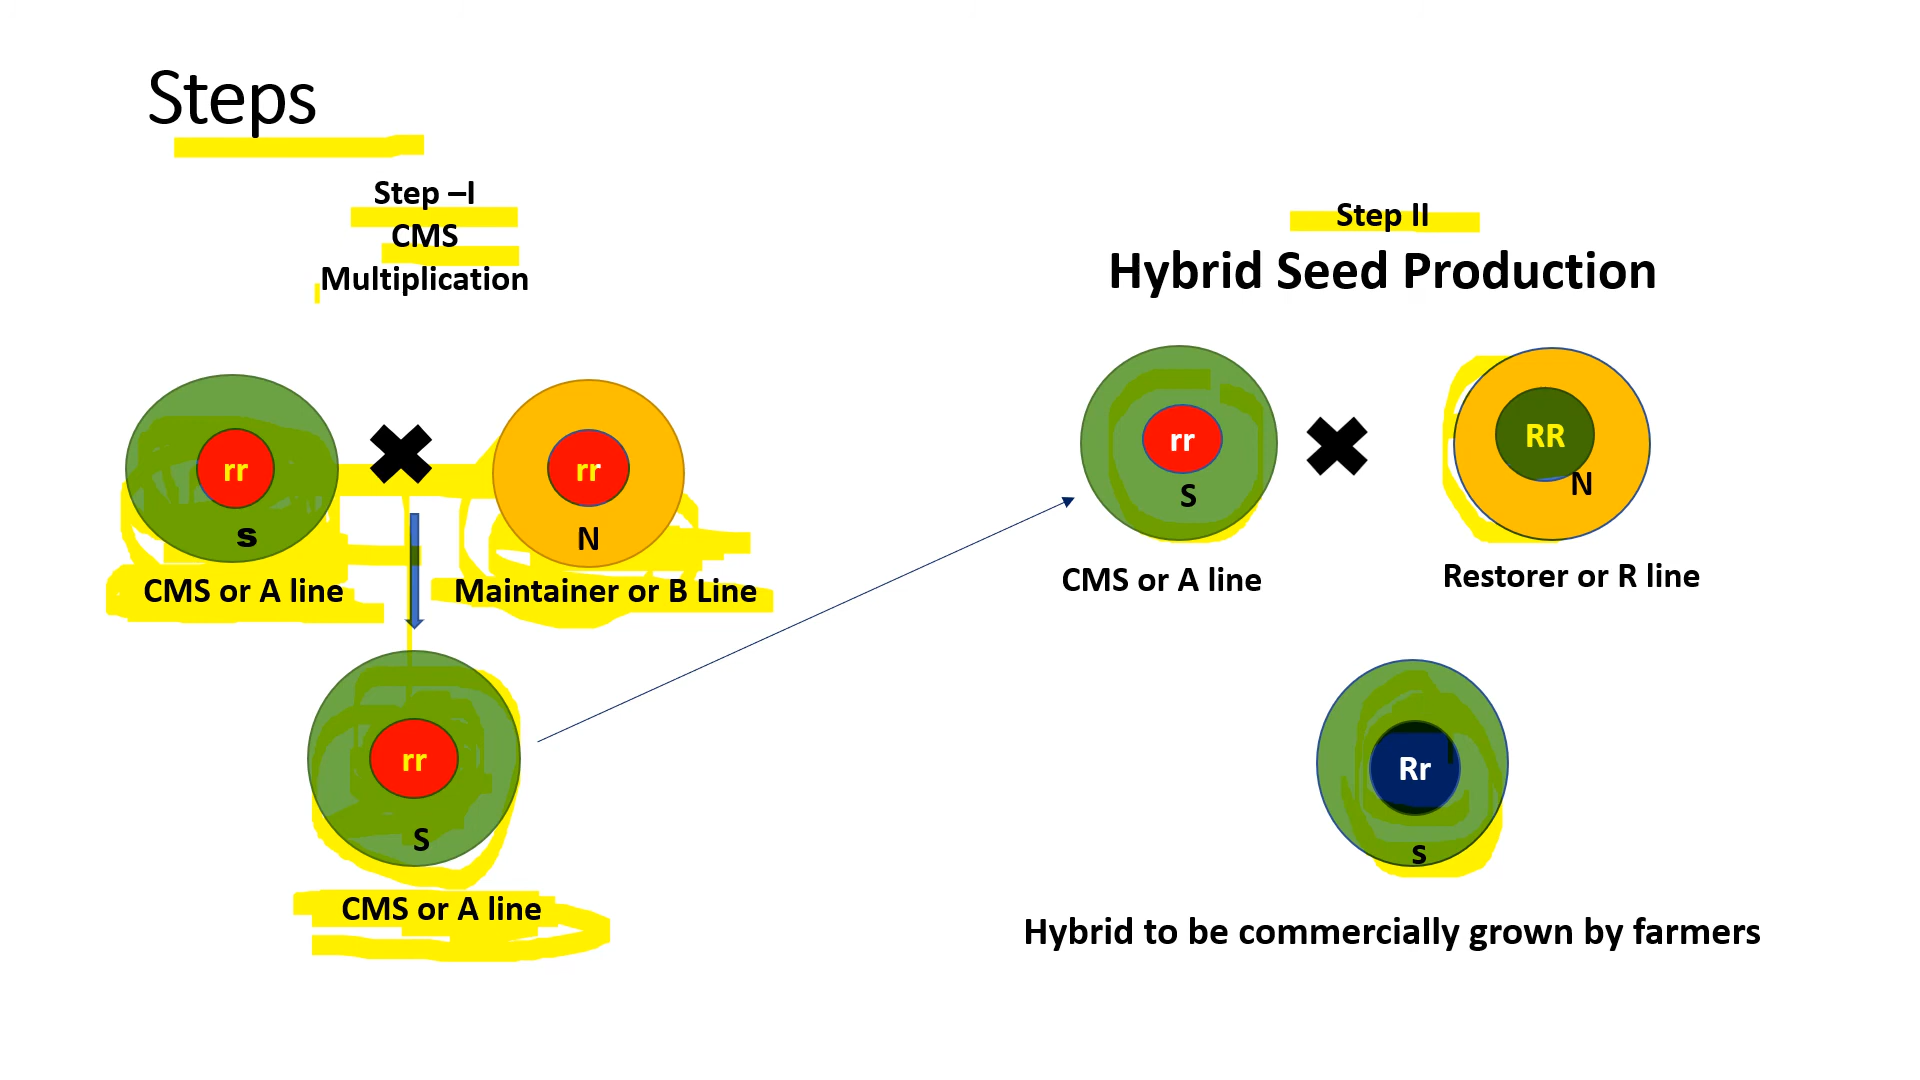 Steps
Step –I
CMS
Multiplication
rr
s
CMS or A line
rr
N
Maintainer or B Line
rr
S
CMS or A line
Step II
Hybrid Seed Production
rr
S
CMS or A line
RR
N
Restorer or R line
Rr
s
Hybrid to be commercially grown by farmers